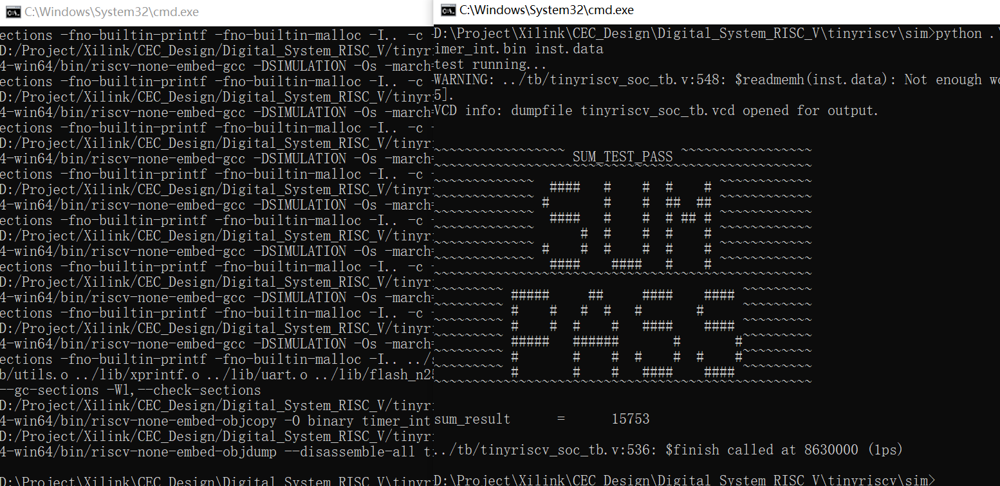 C:\Windows\System32\cmd.exe
ections -fno-builtin-printf -fno-builtin-malloc -I.. -c
D:/Project/Xilink/CEC_Design/Digital_System_RISC_V/tinyr
4-win64/bin/riscv-none-embed-gcc -DSIMULATION -Os -march
ections -fno-builtin-printf -fno-builtin-malloc -I.. -c
D:/Project/Xilink/CEC_Design/Digital_System_RISC_V/tinyr
4-win64/bin/riscv-none-embed-gcc -DSIMULATION -Os -march
ections -fno-builtin-printf -fno-builtin-malloc -I.. -c
D:/Project/Xilink/CEC_Design/Digital_System_RISC_V/tinyr
4-win64/bin/riscv-none-embed-gcc -DSIMULATION -Os -march
ections -fno-builtin-printf -fno-builtin-malloc -I.. -c
D:/Project/Xilink/CEC_Design/Digital_System_RISC_V/tinyr
4-win64/bin/riscv-none-embed-gcc -DSIMULATION -Os -march
ections -fno-builtin-printf -fno-builtin-malloc -I.. -c
D:/Project/Xilink/CEC_Design/Digital_System_RISC_V/tinyr
4-win64/bin/riscv-none-embed-gcc -DSIMULATION -Os -march
ections -fno-builtin-printf -fno-builtin-malloc -I.. -c
D:/Project/Xilink/CEC_Design/Digital_System_RISC_V/tinyr
4-win64/bin/riscv-none-embed-gcc -DSIMULATION -Os -march
ections -fno-builtin-printf -fno-builtin-malloc -I.. -c
D:/Project/Xilink/CEC_Design/Digital_System_RISC_V/tinyr
4-win64/bin/riscv-none-embed-gcc -DSIMULATION -Os -march
ections -fno-builtin-printf -fno-builtin-malloc -I.. ../
b/utils.o ../lib/xprintf.o ../lib/uart.o ../lib/flash_n25
--gc-sections -Wl,--check-sections
D:/Project/Xilink/CEC_Design/Digital_System_RISC_V/tinyr
4-win64/bin/riscv-none-embed-objcopy -O binary timer_int
D:/Project/Xilink/CEC_Design/Digital_System_RISC_V/tinyr
4-win64/bin/riscv-none-embed-objdump --disassemble-all t
D:\Project\Xilink\CEC_Design\Digital_System_RISC_V\tinyr
C:\Windows\System32\cmd.exe
D:\Project\Xilink\CEC_Design\Digital_System_RISC_V\tinyriscv\sim>python .\
imer_int.bin inst.data
test running...
WARNING: ../tb/tinyriscv_soc_tb.v:548: $readmemh(inst.data): Not enough wo
5].
VCD info: dumpfile tinyriscv_soc_tb.vcd opened for output.
SUM_TEST_PASS
SUM
PASS
sum_result = 15753
../tb/tinyriscv_soc_tb.v:536: $finish called at 8630000 (1ps)
D:\Project\Xilink\CEC_Design\Digital_System_RISC_V\tinyriscv\sim>